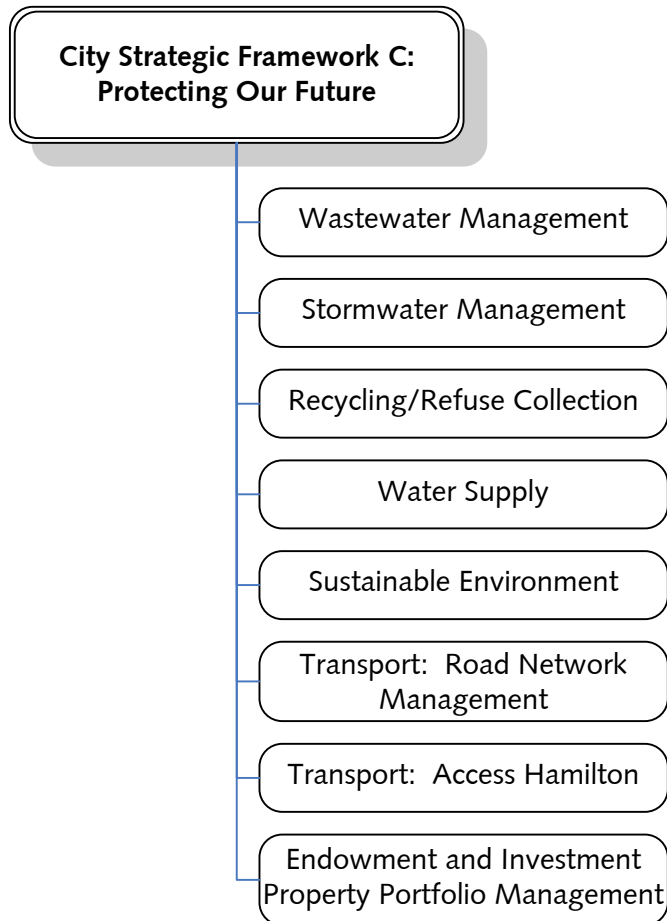 City Strategic Framework C:
Protecting Our Future
Wastewater Management
Stormwater Management
Recycling/Refuse Collection
Water Supply
Sustainable Environment
Transport:  Road Network
Management
Transport:  Access Hamilton
Endowment and Investment
Property Portfolio Management